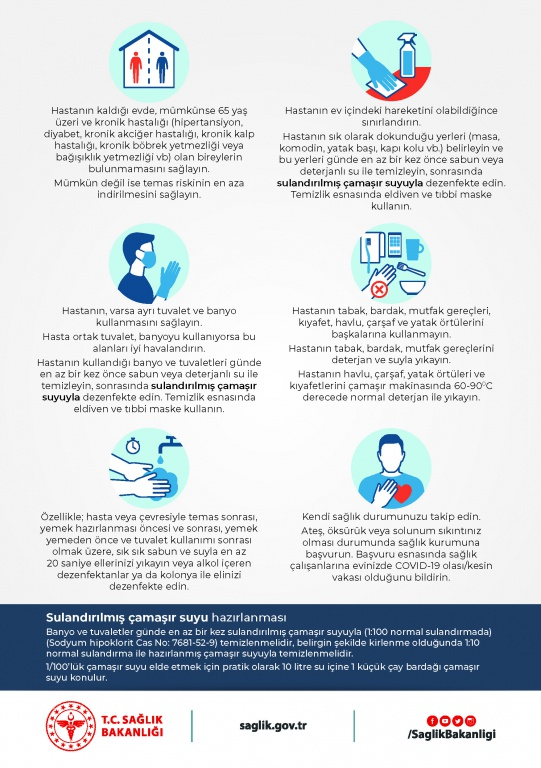 Hastanın kaldığı evde, mümkünse 65 yaş
üzeri ve kronik hastalığı (hipertansiyon,
diyabet, kronik akciğer hastalığı, kronik kalp
hastalığı, kronik böbrek yetmezliği veya
bağışıklık yetmezliği vb) olan bireylerin
bulunmamasını sağlayın.
Mümkün değil ise temas riskinin en aza
indirilmesini sağlayın.
Hastanın ev içindeki hareketini olabildiğince
sınırlandırın.
Hastanın sık olarak dokunduğu yerleri (masa,
komodin, yatak başı, kapı kolu vb.) belirleyin ve
bu yerleri günde en az bir kez önce sabun veya
deterjanlı su ile temizleyin, sonrasında
sulandırılmış çamaşır suyuyla dezenfekte edin.
Temizlik esnasında eldiven ve tıbbi maske
kullanın.
Hastanın, varsa ayrı tuvalet ve banyo
kullanmasını sağlayın.
Hasta ortak tuvalet, banyoyu kullanıyorsa bu
alanları iyi havalandırın.
Hastanın kullandığı banyo ve tuvaletleri günde
en az bir kez önce sabun veya deterjanlı su ile
temizleyin, sonrasında sulandırılmış çamaşır
suyuyla dezenfekte edin. Temizlik esnasında
eldiven ve tıbbi maske kullanın.
Hastanın tabak, bardak, mutfak gereçleri,
kıyafet, havlu, çarşaf ve yatak örtülerini
başkalarına kullanmayın.
Hastanın tabak, bardak, mutfak gereçlerini
deterjan ve suyla yıkayın.
Hastanın havlu, çarşaf, yatak örtüleri ve
kıyafetlerini çamaşır makinasında 60-90⁰C
derecede normal deterjan ile yıkayın.
Özellikle; hasta veya çevresiyle temas sonrası,
yemek hazırlanması öncesi ve sonrası, yemek
yemeden önce ve tuvalet kullanımı sonrası
olmak üzere, sık sık sabun ve suyla en az
20 saniye ellerinizi yıkayın veya alkol içeren
dezenfektanlar ya da kolonya ile elinizi
dezenfekte edin.
Kendi sağlık durumunuzu takip edin.
Ateş, öksürük veya solunum sıkıntınız
olması durumunda sağlık kurumuna
başvurun. Başvuru esnasında sağlık
çalışanlarına evinizde COVID-19 olası/kesin
vakası olduğunu bildirin.
Sulandırılmış çamaşır suyu hazırlanması
Banyo ve tuvaletler günde en az bir kez sulandırılmış çamaşır suyuyla (1:100 normal sulandırmada)
(Sodyum hipoklorit Cas No: 7681-52-9) temizlenmelidir, belirgin şekilde kirlenme olduğunda 1:10
normal sulandırma ile hazırlanmış çamaşır suyuyla temizlenmelidir.
1/100'lük çamaşır suyu elde etmek için pratik olarak 10 litre su içine 1 küçük çay bardağı çamaşır
suyu konulur.
T.C. SAĞLIK
BAKANLIĞI
saglik.gov.tr
/SaglikBakanligi